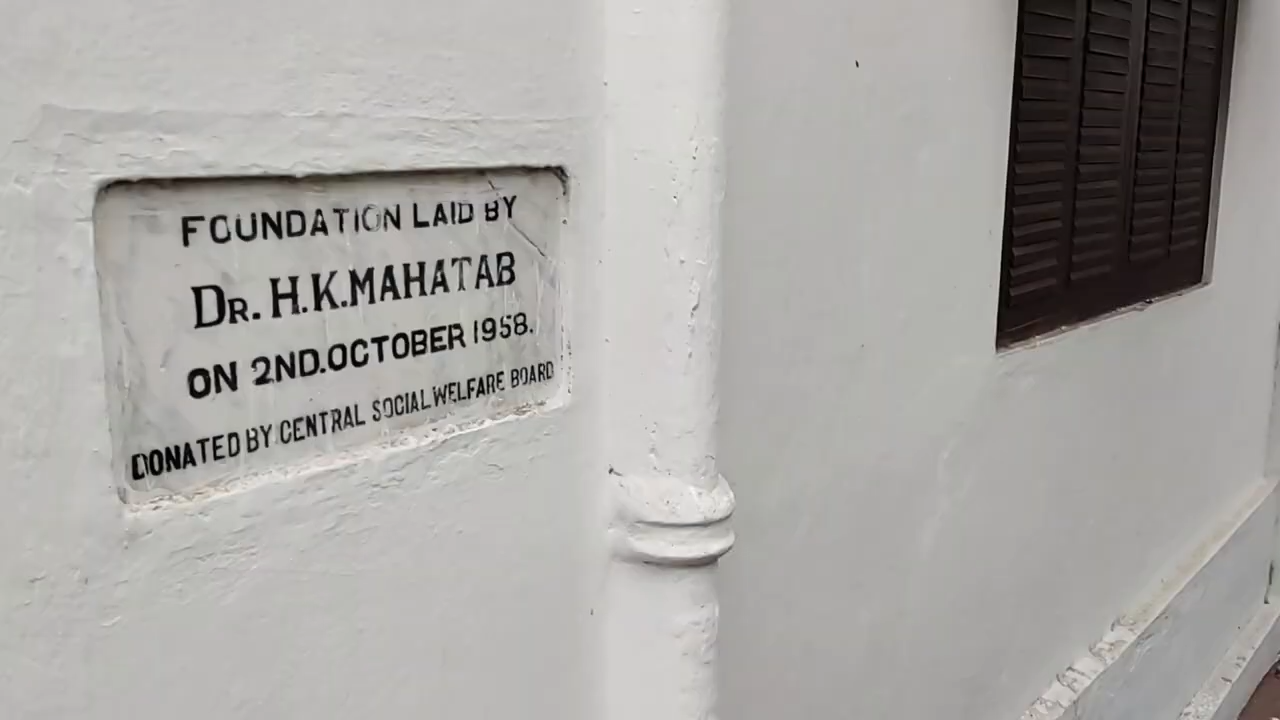 FOUNDATION LAID BY
DR. H.K.MAHATAB
ON 2ND.OCTOBER 1958.
DONATED BY CENTRAL SOCIAL WELFARE BOARD